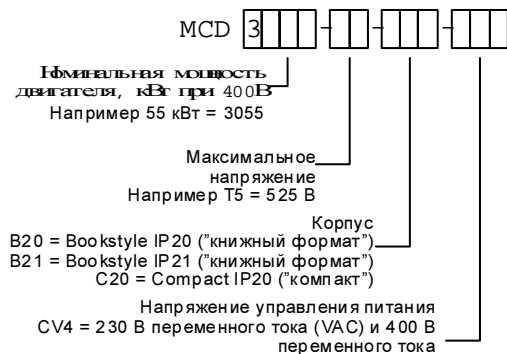 MCD 3 - - -
Номинальная мощность
двигателя, кВт при 400В
Например 55 кВт = 3055
Максимальное
напряжение
Например T5 = 525 В
Корпус
B20 = Bookstyle IP20 ("книжный формат")
B21 = Bookstyle IP21 ("книжный формат")
C20 = Compact IP20 ("компакт")
Напряжение управления питания
CV4 = 230 В переменного тока (VAC) и 400 В
переменного тока